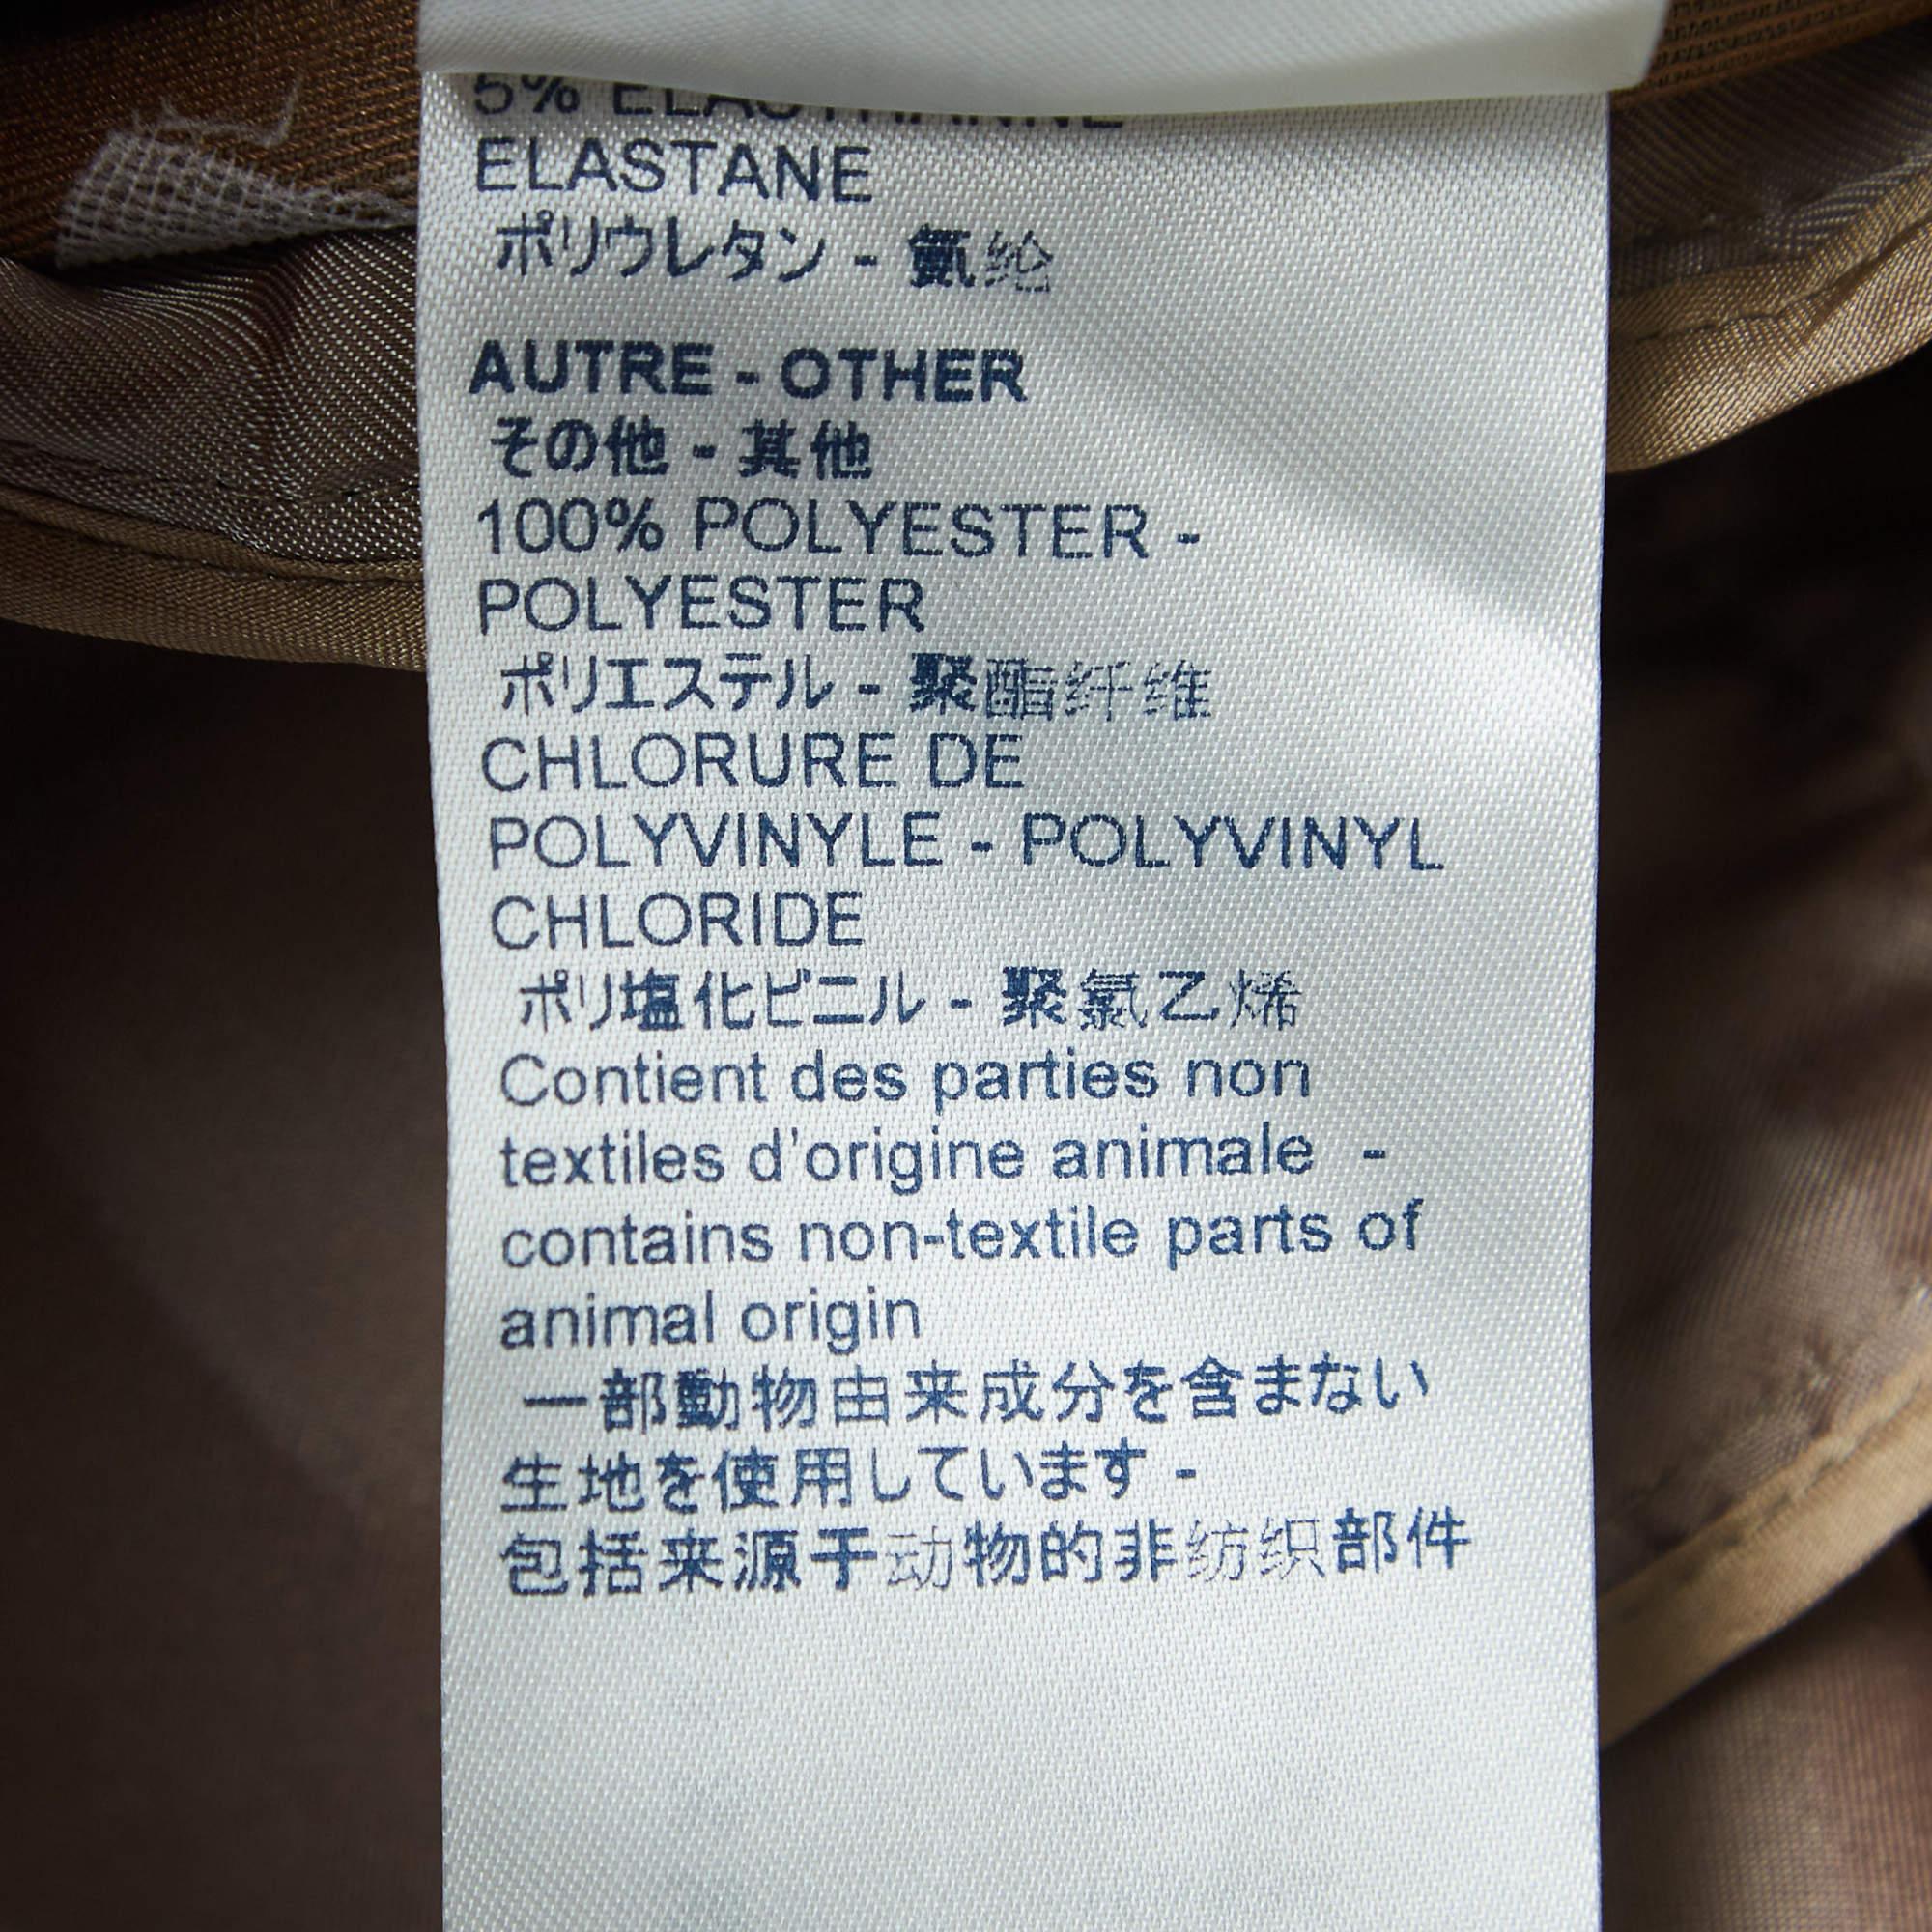 5% ELASTHANNE
ELASTANE
ポリウレタン - 氨纶
AUTRE - OTHER
その他 - 其他
100% POLYESTER -
POLYESTER
ポリエステル - 聚酯纤维
CHLORURE DE
POLYVINYLE - POLYVINYL
CHLORIDE
ポリ塩化ビニル - 聚氯乙烯
Contient des parties non
textiles d'origine animale -
contains non-textile parts of
animal origin
一部動物由来成分を含まない
生地を使用しています -
包括来源于动物的非纺织部件